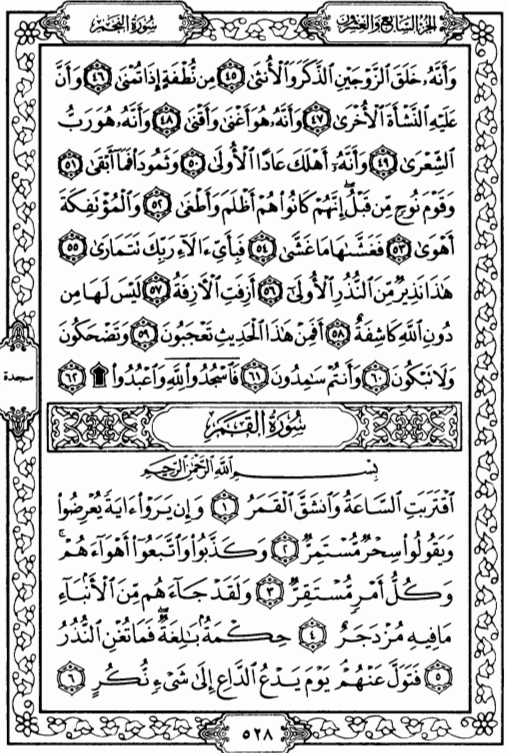 سورة النجم
الجزء السابع والعشرون
وَأَنَّهُۥ خَلَقَ ٱلزَّوْجَيْنِ ٱلذَّكَرَ وَٱلْأُنثَىٰ ٤٥ مِن نُّطْفَةٍ إِذَا تُمْنَىٰ ٤٦ وَأَنَّ
عَلَيْهِ ٱلنَّشْأَةَ ٱلْأُخْرَىٰ ٤٧ وَأَنَّهُۥ هُوَ أَغْنَىٰ وَأَقْنَىٰ ٤٨ وَأَنَّهُۥ هُوَ رَبُّ
ٱلشِّعْرَىٰ ٤٩ وَأَنَّهُۥٓ أَهْلَكَ عَادًا ٱلْأُولَىٰ ٥٠ وَثَمُودَا۟ فَمَآ أَبْقَىٰ ٥١
وَقَوْمَ نُوحٍ مِّن قَبْلُ ۖ إِنَّهُمْ كَانُوا۟ هُمْ أَظْلَمَ وَأَطْغَىٰ ٥٢ وَٱلْمُؤْتَفِكَةَ
أَهْوَىٰ ٥٣ فَغَشَّىٰهَا مَا غَشَّىٰ ٥٤ فَبِأَىِّ ءَالَآءِ رَبِّكَ تَتَمَارَىٰ ٥٥
هَٰذَا نَذِيرٌ مِّنَ ٱلنُّذُرِ ٱلْأُولَىٰٓ ٥٦ أَزِفَتِ ٱلْءَازِفَةُ ٥٧ لَيْسَ لَهَا مِن
دُونِ ٱللَّهِ كَاشِفَةٌ ٥٨ أَفَمِنْ هَٰذَا ٱلْحَدِيثِ تَعْجَبُونَ ٥٩ وَتَضْحَكُونَ
وَلَا تَبْكُونَ ٦٠ وَأَنتُمْ سَٰمِدُونَ ٦١ فَٱسْجُدُوا۟ لِلَّهِ وَٱعْبُدُوا۟ ۩ ٦٢
سجدة
سُورَةُ القَمَر
بِسْمِ ٱللَّهِ ٱلرَّحْمَٰنِ ٱلرَّحِيمِ
ٱقْتَرَبَتِ ٱلسَّاعَةُ وَٱنشَقَّ ٱلْقَمَرُ ١ وَإِن يَرَوْا۟ ءَايَةً يُعْرِضُوا۟
وَيَقُولُوا۟ سِحْرٌ مُّسْتَمِرٌّ ٢ وَكَذَّبُوا۟ وَٱتَّبَعُوٓا۟ أَهْوَآءَهُمْ ۚ
وَكُلُّ أَمْرٍ مُّسْتَقِرٌّ ٣ وَلَقَدْ جَآءَهُم مِّنَ ٱلْأَنۢبَآءِ
مَا فِيهِ مُزْدَجَرٌ ٤ حِكْمَةٌۢ بَٰلِغَةٌ ۖ فَمَا تُغْنِ ٱلنُّذُرُ
٥ فَتَوَلَّ عَنْهُمْ ۘ يَوْمَ يَدْعُ ٱلدَّاعِ إِلَىٰ شَىْءٍ نُّكُرٍ ٦
٥٢٨